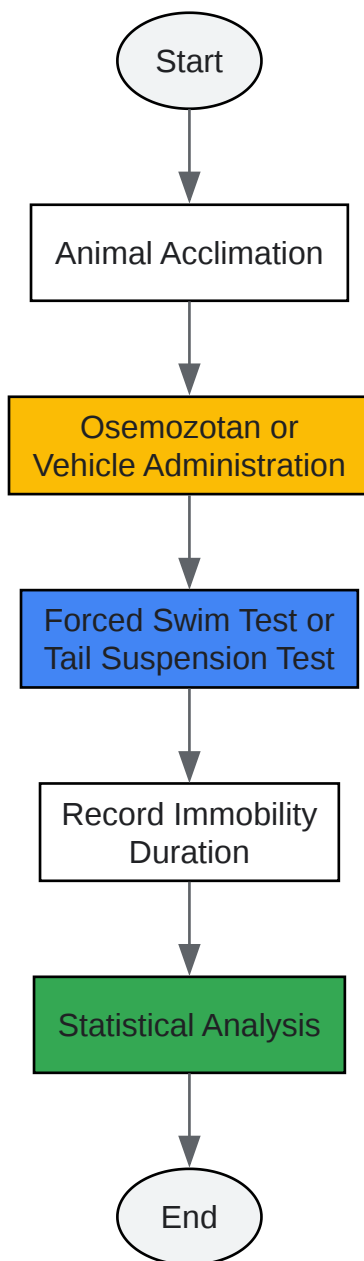 Start
Animal Acclimation
Osemozotan or
Vehicle Administration
Forced Swim Test or
Tail Suspension Test
Record Immobility
Duration
Statistical Analysis
End